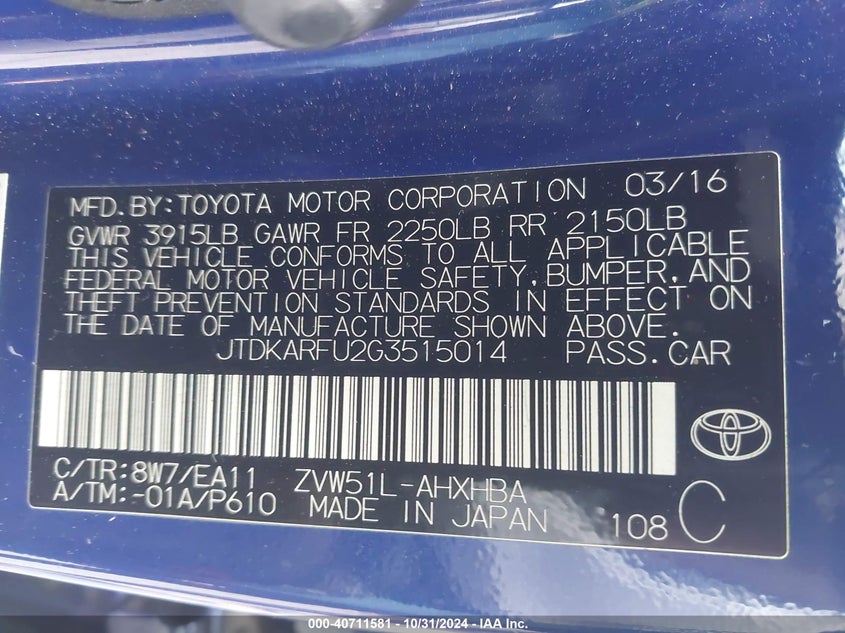 MFD.BY:TOYOTA MOTOR CORPORATION 03/16
GVWR 3915LB GAWR FR 2250LB RR 2150LB
THIS VEHICLE CONFORMS TO ALL APPLICABLE
FEDERAL MOTOR VEHICLE SAFETY,BUMPER,AND
THEFT PREVENTION STANDARDS IN EFFECT ON
THE DATE OF MANUFACTURE SHOWN ABOVE.
JTDKARFU2G3515014 PASS.CAR
C/TR:8W7/EA11 ZVW51L-AHXHBA
A/TM:-01A/P610 MADE IN JAPAN 108 C
000-40711581 - 10/31/2024 - IAA Inc.